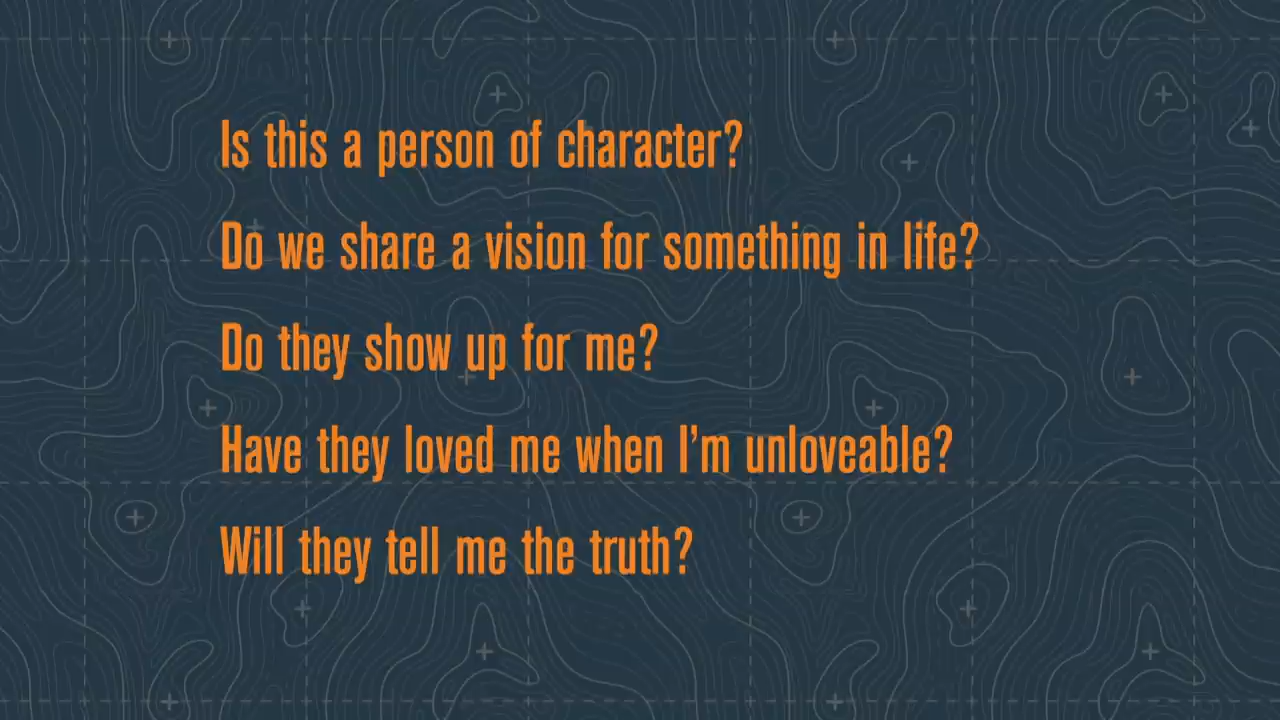 Is this a person of character?
Do we share a vision for something in life?
Do they show up for me?
Have they loved me when I’m unloveable?
Will they tell me the truth?